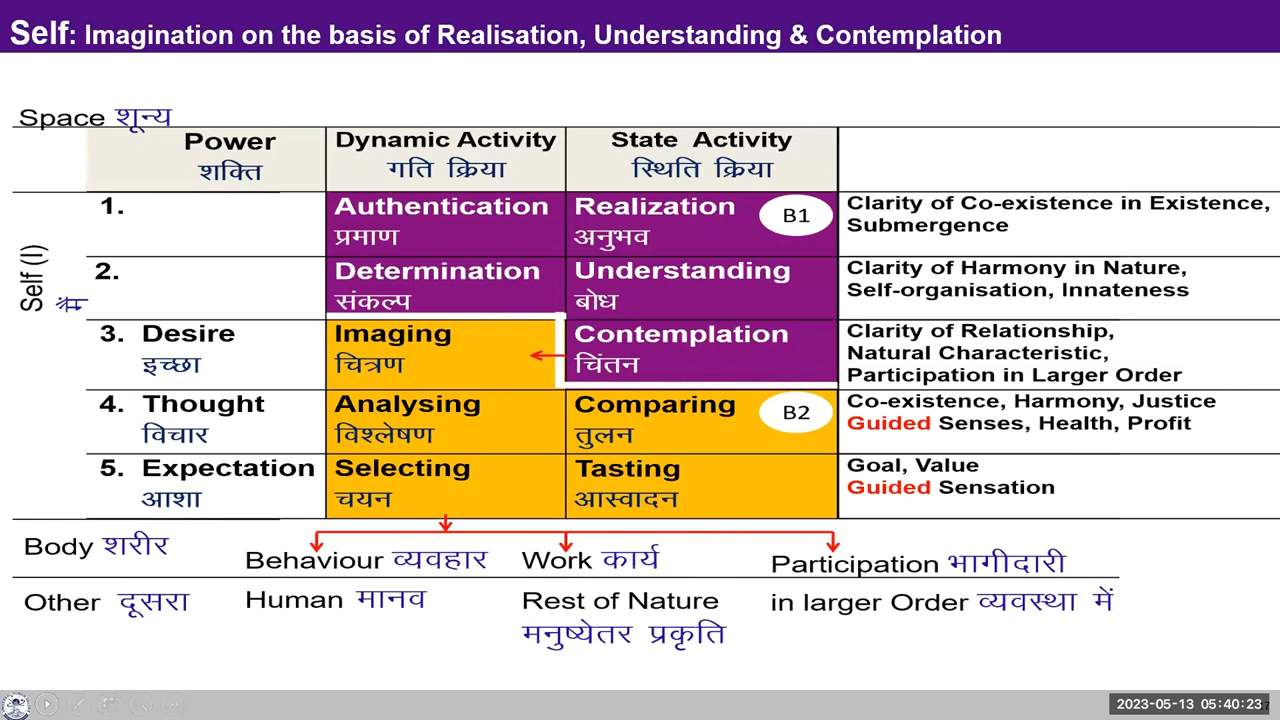 Self: Imagination on the basis of Realisation, Understanding & Contemplation
Space शून्य
Power Dynamic Activity State Activity
शक्ति गति क्रिया स्थिति क्रिया
Self (I)
मैं
1. Authentication Realization B1 Clarity of Co-existence in Existence,
प्रमाण अनुभव Submergence
2. Determination Understanding Clarity of Harmony in Nature,
संकल्प बोध Self-organisation, Innateness
3. Desire Imaging Contemplation Clarity of Relationship,
इच्छा चित्रण चिंतन Natural Characteristic,
Participation in Larger Order
4. Thought Analysing Comparing B2 Co-existence, Harmony, Justice
विचार विश्लेषण तुलन Guided Senses, Health, Profit
5. Expectation Selecting Tasting Goal, Value
आशा चयन आस्वादन Guided Sensation
Body शरीर Behaviour व्यवहार Work कार्य Participation भागीदारी
Other दूसरा Human मानव Rest of Nature in larger Order व्यवस्था में
मनुष्येतर प्रकृति
2023-05-13 05:40:23